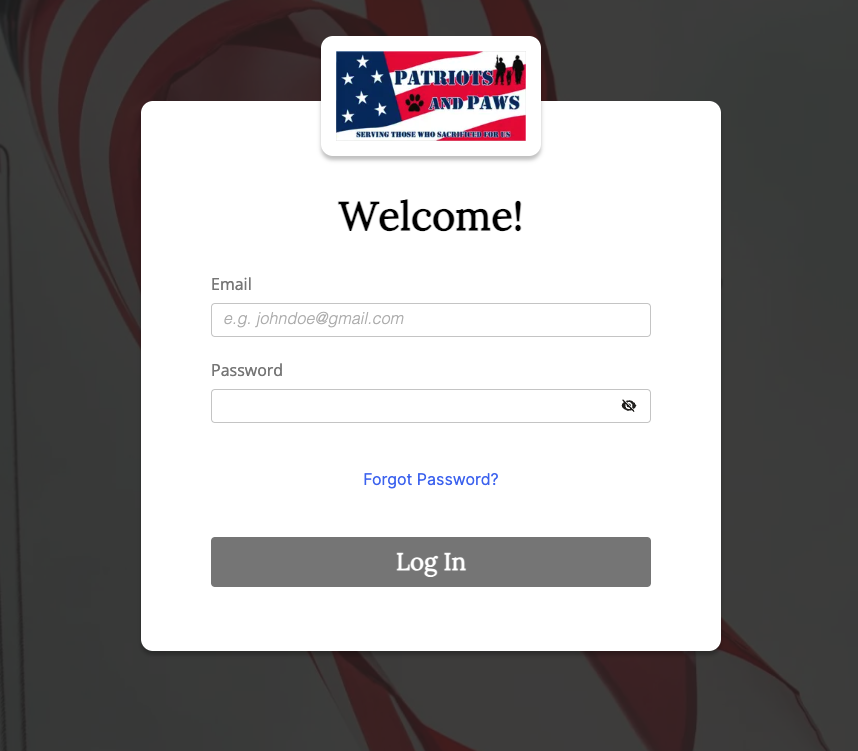 PATRIOTS
AND PAWS
SERVING THOSE WHO SACRIFICED FOR US
Welcome!
Email
e.g. johndoe@gmail.com
Password
Forgot Password?
Log In